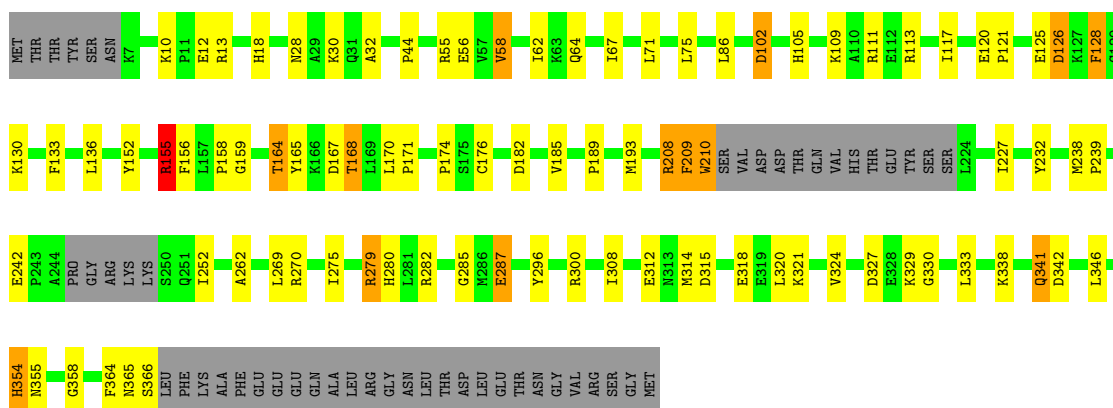 MET THR THR TYR SER ASN K7 K10 P11 E12 R13 H18 N28 A29 K30 Q31 A32 P44 R55 E56 V57 V58 I62 K63 Q64 I67 L71 L75 L86 D102 H105 K109 A110 R111 E112 R113 I117 E120 P121 E125 D126 K127 F128
K130 F133 L136 Y152 R155 F156 L157 P158 G159 T164 Y165 K166 D167 T168 L169 L170 P171 P174 S175 C176 D182 V185 P189 M193 R208 F209 W210 SER VAL ASP ASP THR GLN VAL HIS THR GLU TYR SER SER L224 I227 Y232 M238 P239
E242 P243 A244 PRO GLY ARG LYS LYS S250 Q251 I252 A262 L269 R270 I275 R279 H280 L281 R282 G285 M286 E287 Y296 R300 I308 E312 N313 M314 D315 E318 E319 L320 K321 V324 D327 E328 K329 G330 L333 K338 Q341 D342 L346
H354 N355 G358 F364 N365 S366 LEU PHE LYS ALA PHE GLU GLU GLU GLN ALA LEU ARG GLY ASN LEU THR ASP LEU GLU THR ASN GLY VAL ARG SER GLY MET